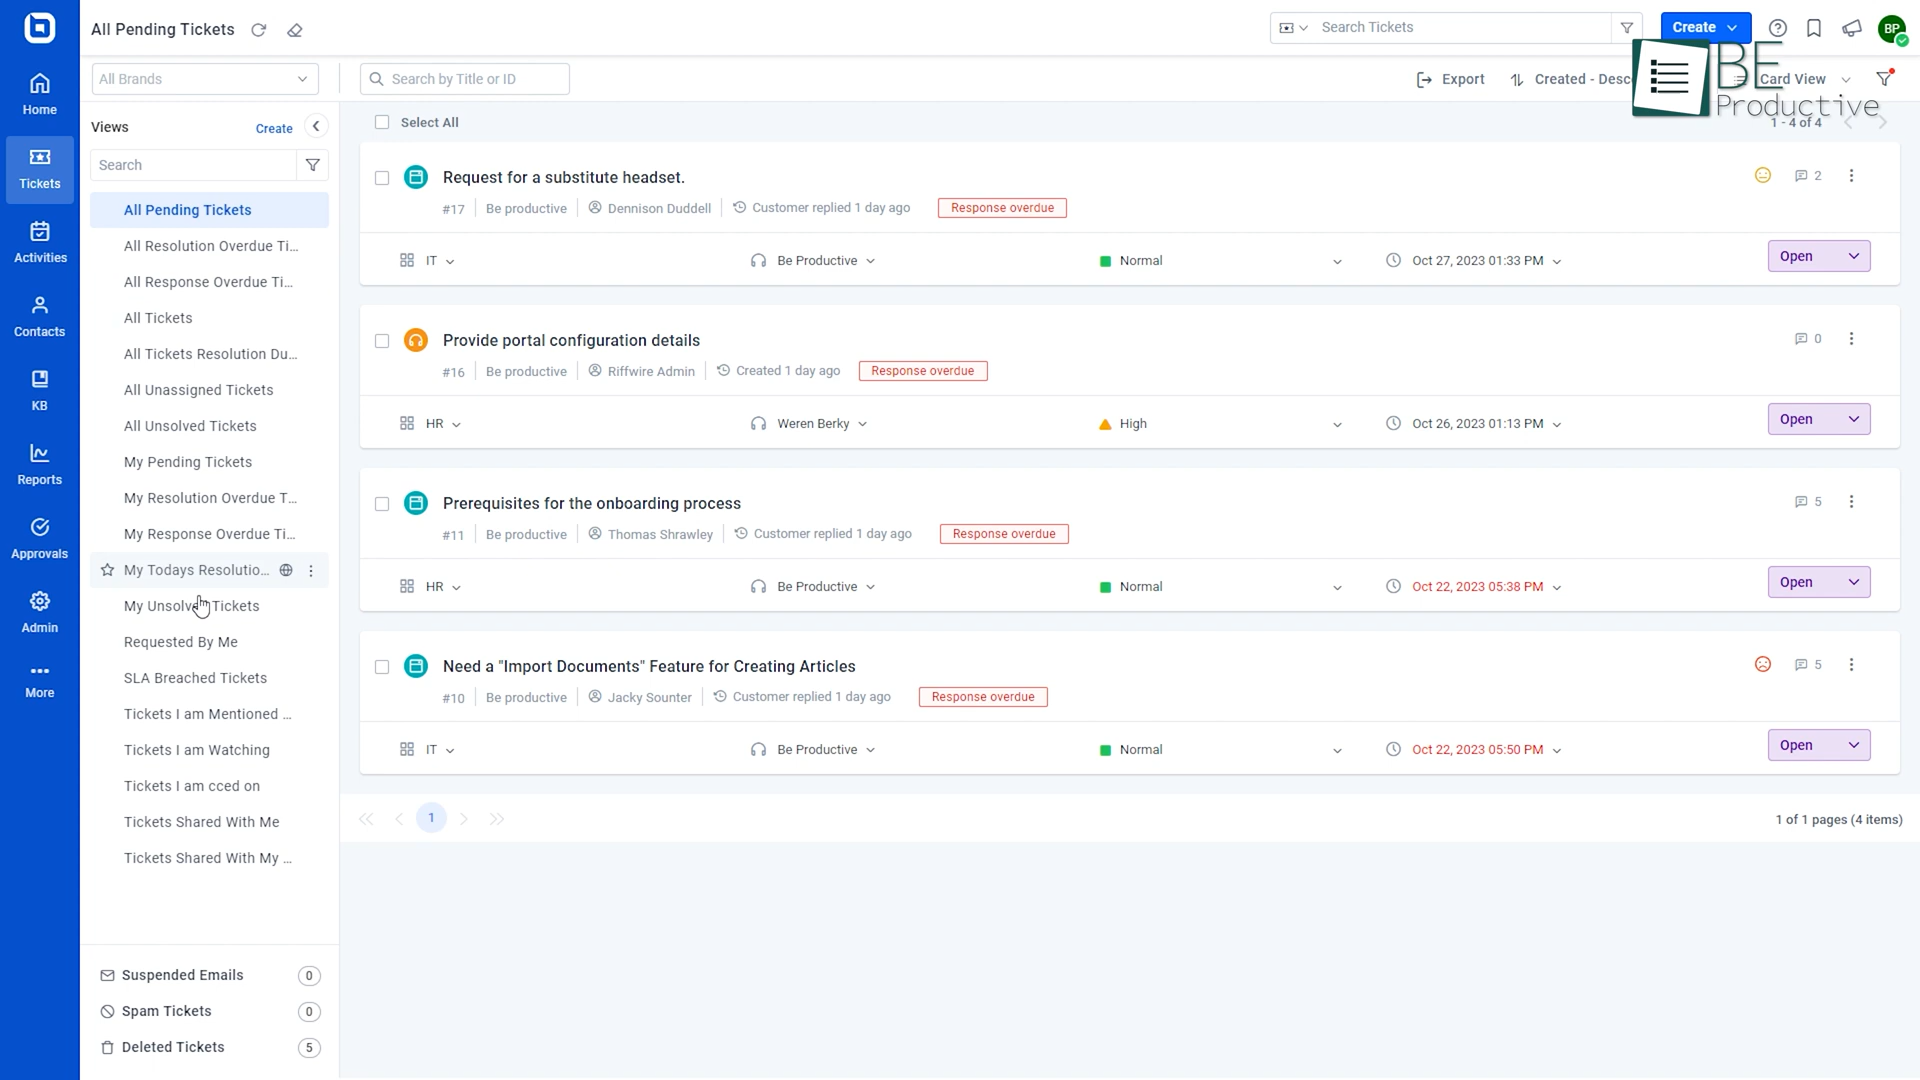 All Pending Tickets
Search Tickets
Create
BP
All Brands
Search by Title or ID
Export
Created - Desc
Card View
BE
Productive
Home
Tickets
Activities
Contacts
KB
Reports
Approvals
Admin
More
Views
Create
Search
All Pending Tickets
All Resolution Overdue Ti...
All Response Overdue Ti...
All Tickets
All Tickets Resolution Du...
All Unassigned Tickets
All Unsolved Tickets
My Pending Tickets
My Resolution Overdue T...
My Response Overdue Ti...
My Todays Resolutio...
My Unsolved Tickets
Requested By Me
SLA Breached Tickets
Tickets I am Mentioned ...
Tickets I am Watching
Tickets I am cced on
Tickets Shared With Me
Tickets Shared With My ...
Suspended Emails 0
Spam Tickets 0
Deleted Tickets 5
Select All
1 - 4 of 4
Request for a substitute headset.
2
#17 Be productive Dennison Duddell Customer replied 1 day ago Response overdue
IT Be Productive Normal Oct 27, 2023 01:33 PM Open
Provide portal configuration details
0
#16 Be productive Riffwire Admin Created 1 day ago Response overdue
HR Weren Berky High Oct 26, 2023 01:13 PM Open
Prerequisites for the onboarding process
5
#11 Be productive Thomas Shrawley Customer replied 1 day ago Response overdue
HR Be Productive Normal Oct 22, 2023 05:38 PM Open
Need a "Import Documents" Feature for Creating Articles
5
#10 Be productive Jacky Sounter Customer replied 1 day ago Response overdue
IT Be Productive Normal Oct 22, 2023 05:50 PM Open
1
1 of 1 pages (4 items)